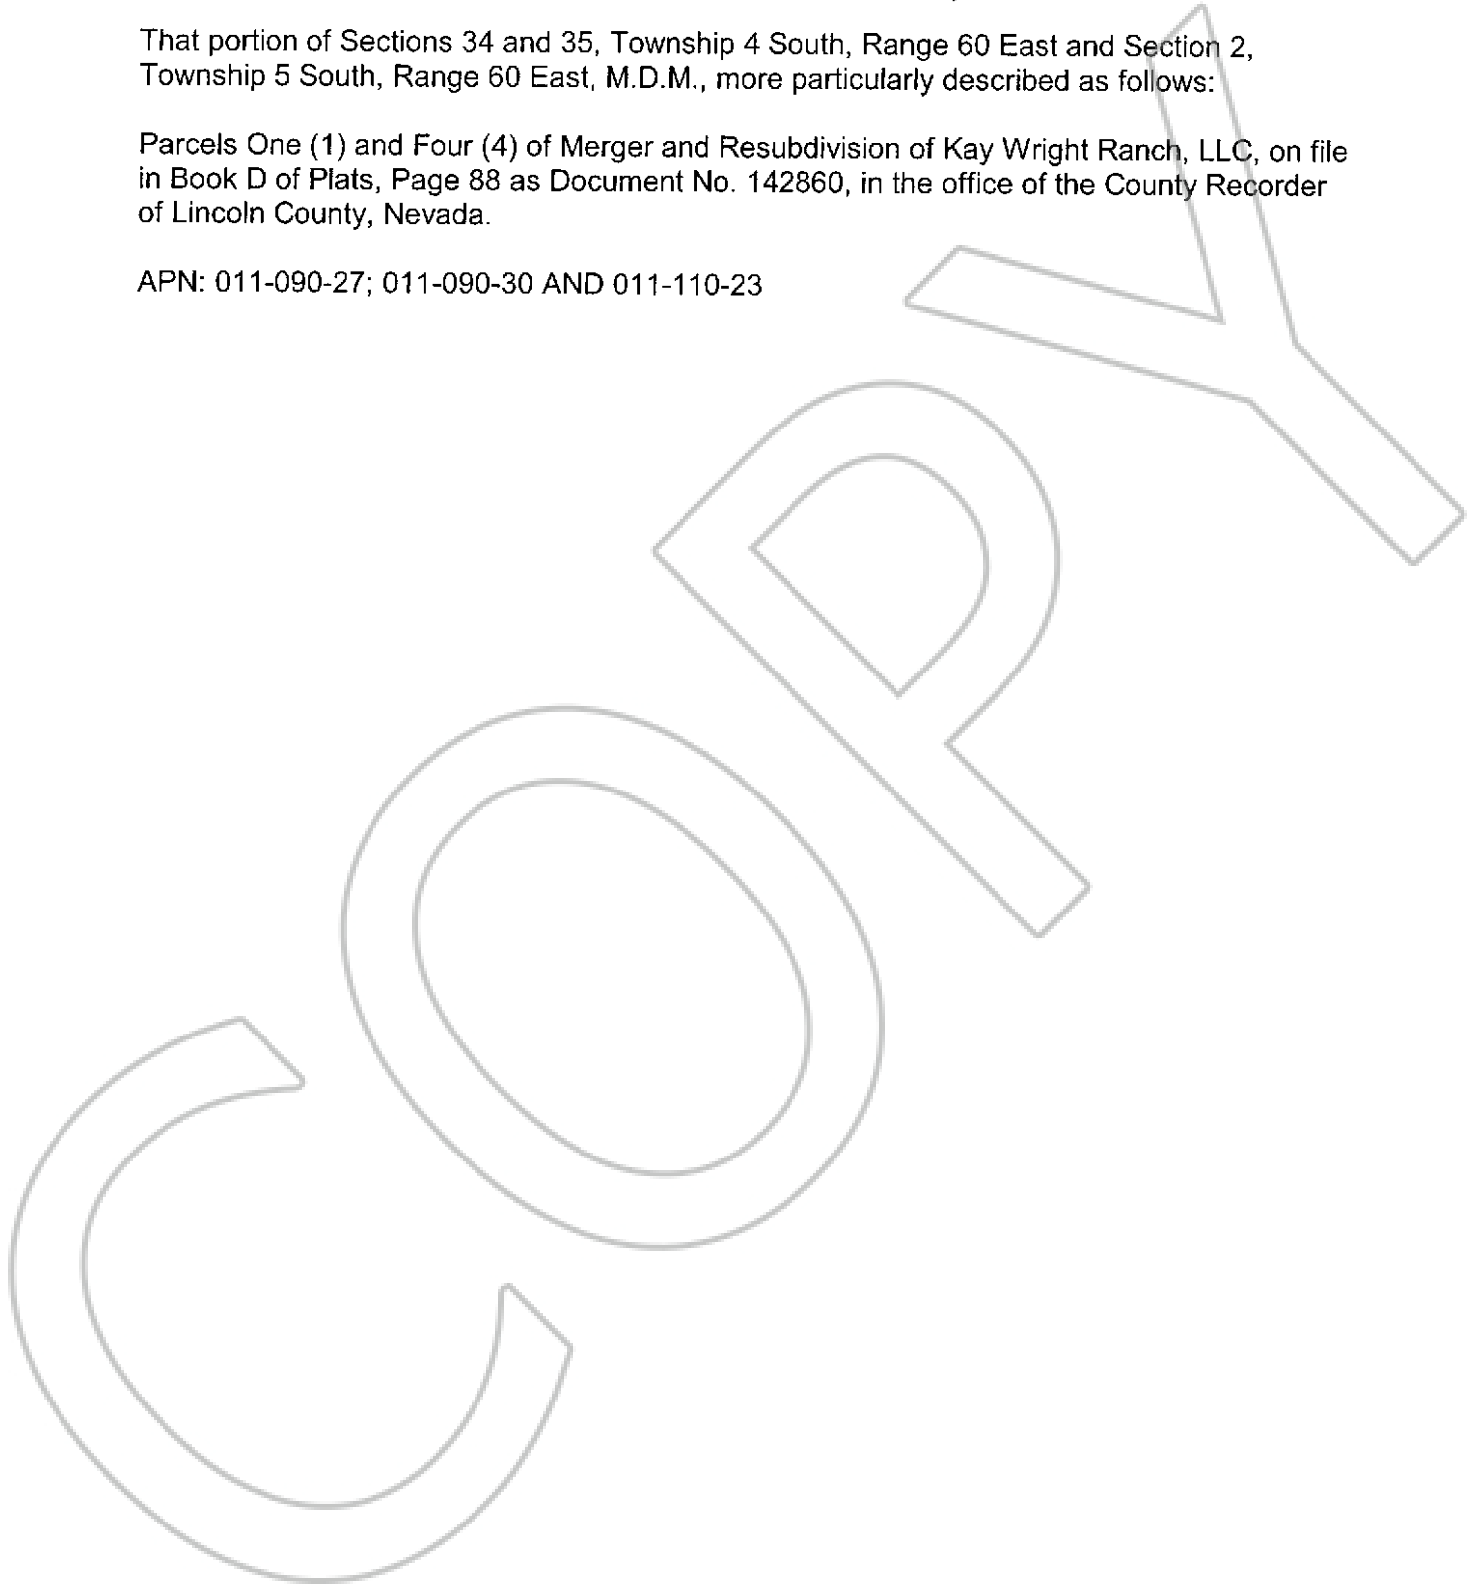 That portion of Sections 34 and 35, Township 4 South, Range 60 East and Section 2,
Township 5 South, Range 60 East, M.D.M., more particularly described as follows:
Parcels One (1) and Four (4) of Merger and Resubdivision of Kay Wright Ranch, LLC, on file
in Book D of Plats, Page 88 as Document No. 142860, in the office of the County Recorder
of Lincoln County, Nevada.
APN: 011-090-27; 011-090-30 AND 011-110-23
COPY